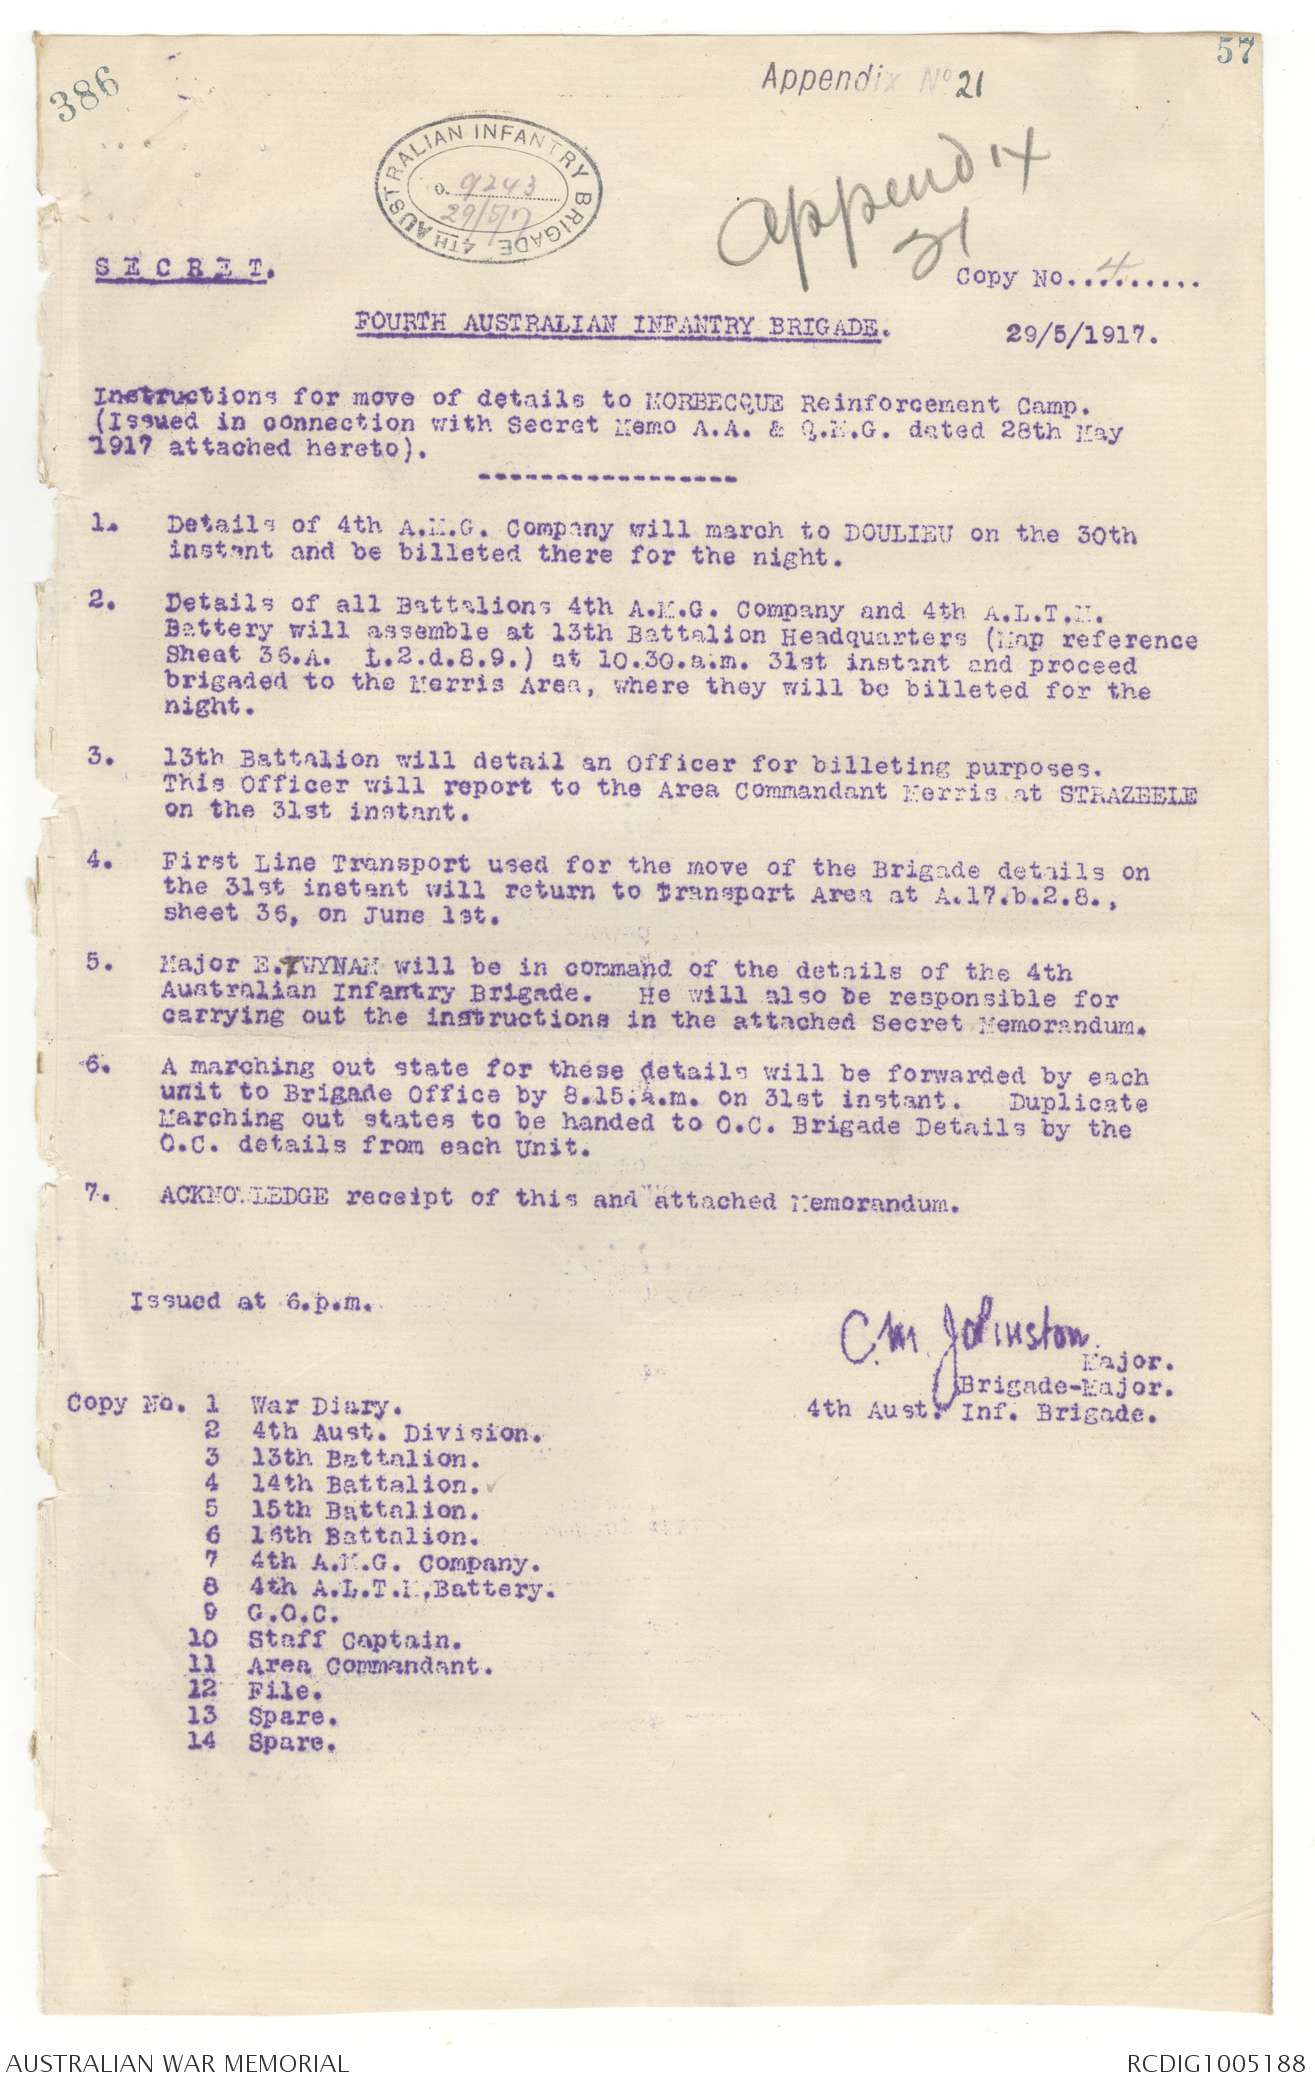 57
386
Appendix No 21
Appendix
21
4TH AUSTRALIAN INFANTRY BRIGADE
o. 9243
29/5/17
S E C R E T.
Copy No.4.........
FOURTH AUSTRALIAN INFANTRY BRIGADE.
29/5/1917.
Instructions for move of details to MORBECQUE Reinforcement Camp.
(Issued in connection with Secret Memo A.A. & Q.M.G. dated 28th May
1917 attached hereto).
-----------------
1. Details of 4th A.M.G. Company will march to DOULIEU on the 30th
instant and be billeted there for the night.
2. Details of all Battalions 4th A.M.G. Company and 4th A.L.T.M.
Battery will assemble at 13th Battalion Headquarters (Map reference
Sheet 36.A. L.2.d.8.9.) at 10.30.a.m. 31st instant and proceed
brigaded to the Merris Area, where they will be billeted for the
night.
3. 13th Battalion will detail an Officer for billeting purposes.
This Officer will report to the Area Commandant Merris at STRAZEELE
on the 31st instant.
4. First Line Transport used for the move of the Brigade details on
the 31st instant will return to Transport Area at A.17.b.2.8.,
sheet 36, on June 1st.
5. Major E.TWYNAM will be in command of the details of the 4th
Australian Infantry Brigade. He will also be responsible for
carrying out the instructions in the attached Secret Memorandum.
6. A marching out state for these details will be forwarded by each
unit to Brigade Office by 8.15.a.m. on 31st instant. Duplicate
Marching out states to be handed to O.C. Brigade Details by the
O.C. details from each Unit.
7. ACKNOWLEDGE receipt of this and attached Memorandum.
Issued at 6.p.m.
C.M. Johnston.
Major.
Brigade-Major.
4th Aust. Inf. Brigade.
Copy No. 1 War Diary.
2 4th Aust. Division.
3 13th Battalion.
4 14th Battalion.
5 15th Battalion.
6 16th Battalion.
7 4th A.M.G. Company.
8 4th A.L.T.M.Battery.
9 G.O.C.
10 Staff Captain.
11 Area Commandant.
12 File.
13 Spare.
14 Spare.
AUSTRALIAN WAR MEMORIAL
RCDIG1005188